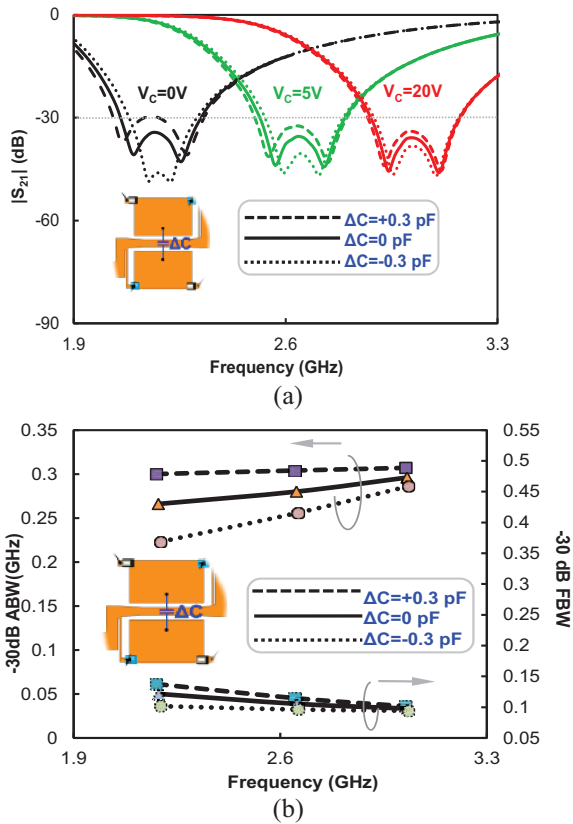 0
V_C=0V V_C=5V V_C=20V
-30
|S_21| (dB)
ΔC
ΔC=+0.3 pF
-60
ΔC=0 pF
ΔC=-0.3 pF
-90
1.9 2.6 3.3
Frequency (GHz)
(a)
0.35 0.55
0.3 0.5
0.45
0.25 0.4
0.2 0.35
-30dB ABW(GHz)
-30 dB FBW
0.3
0.15 0.25
ΔC
ΔC=+0.3 pF
ΔC=0 pF
ΔC=-0.3 pF
0.1 0.2
0.15
0.05 0.1
0 0.05
1.9 2.6 3.3
Frequency (GHz)
(b)